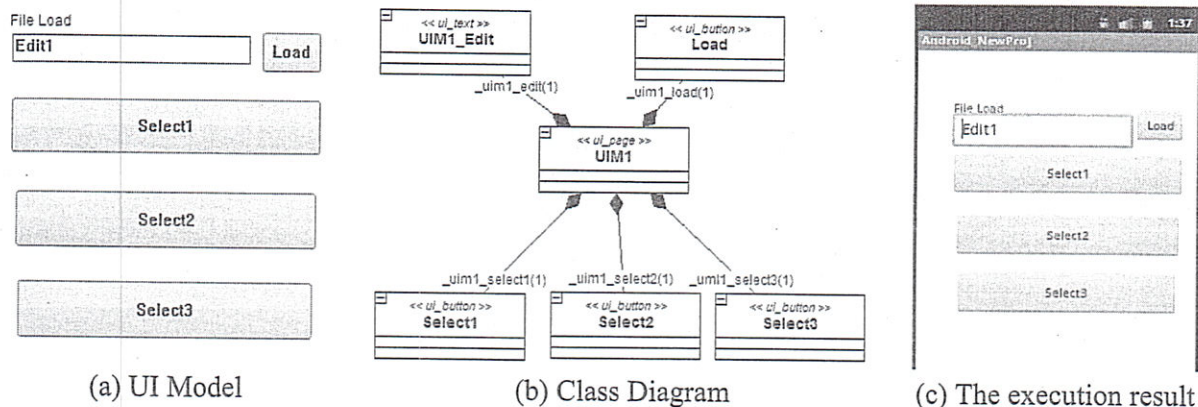 File Load
Edit1
Load
Select1
Select2
Select3
(a) UI Model
<< ui_text >>
UIM1_Edit
<< ui_button >>
Load
_uim1_edit(1)
_uim1_load(1)
<< ui_page >>
UIM1
_uim1_select1(1)
_uim1_select2(1)
_uml1_select3(1)
<< ui_button >>
Select1
<< ui_button >>
Select2
<< ui_button >>
Select3
(b) Class Diagram
1:37
Android_NewProj
File Load
Edit1
Load
Select1
Select2
Select3
(c) The execution result